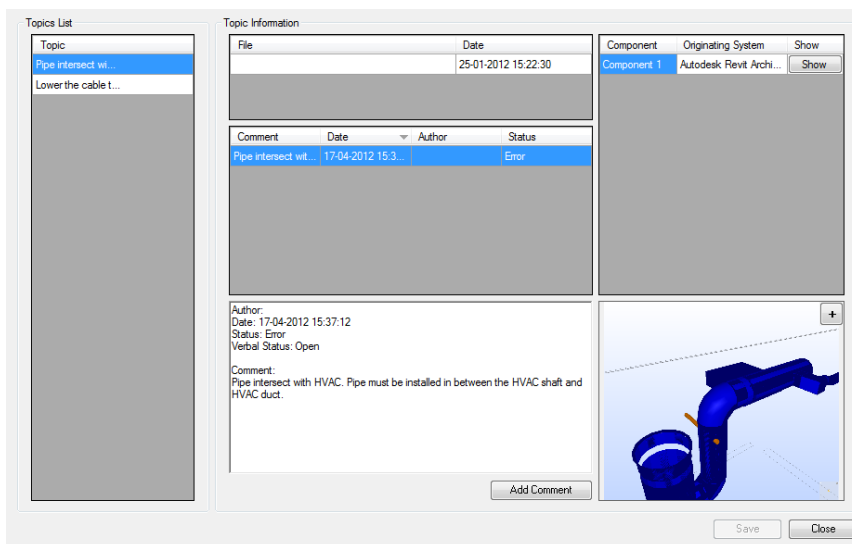 Topics List
Topic
Pipe intersect wi...
Lower the cable t...
Topic Information
File Date
25-01-2012 15:22:30
Component Originating System Show
Component 1 Autodesk Revit Archi... Show
Comment Date Author Status
Pipe intersect wit... 17-04-2012 15:3... Error
Author:
Date: 17-04-2012 15:37:12
Status: Error
Verbal Status: Open
Comment:
Pipe intersect with HVAC. Pipe must be installed in between the HVAC shaft and
HVAC duct.
+
Add Comment
Save Close